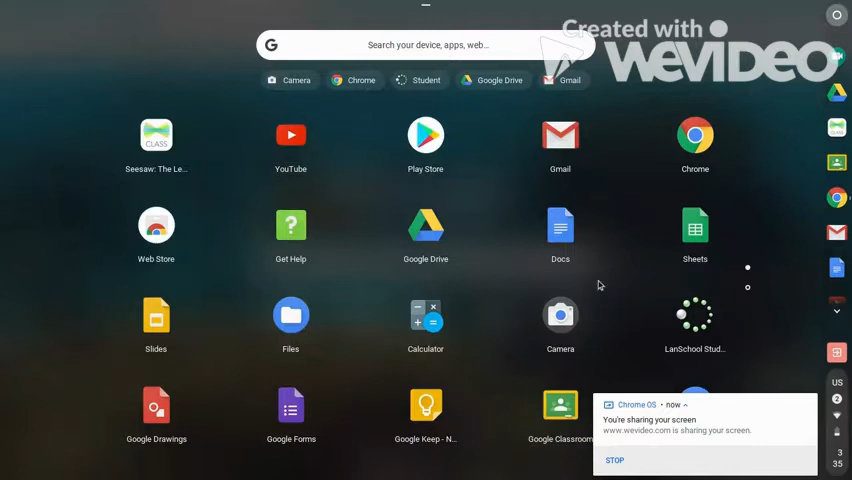 Created with
WEVIDEO
Search your device, apps, web...
Camera
Chrome
Student
Google Drive
Gmail
CLASS
Seesaw: The Le...
YouTube
Play Store
Gmail
Chrome
Web Store
Get Help
Google Drive
Docs
Sheets
Slides
Files
Calculator
Camera
LanSchool Stud...
Google Drawings
Google Forms
Google Keep - N...
Google Classroom
Chrome OS • now
You're sharing your screen
www.wevideo.com is sharing your screen.
STOP
CLASS
US
2
3
35